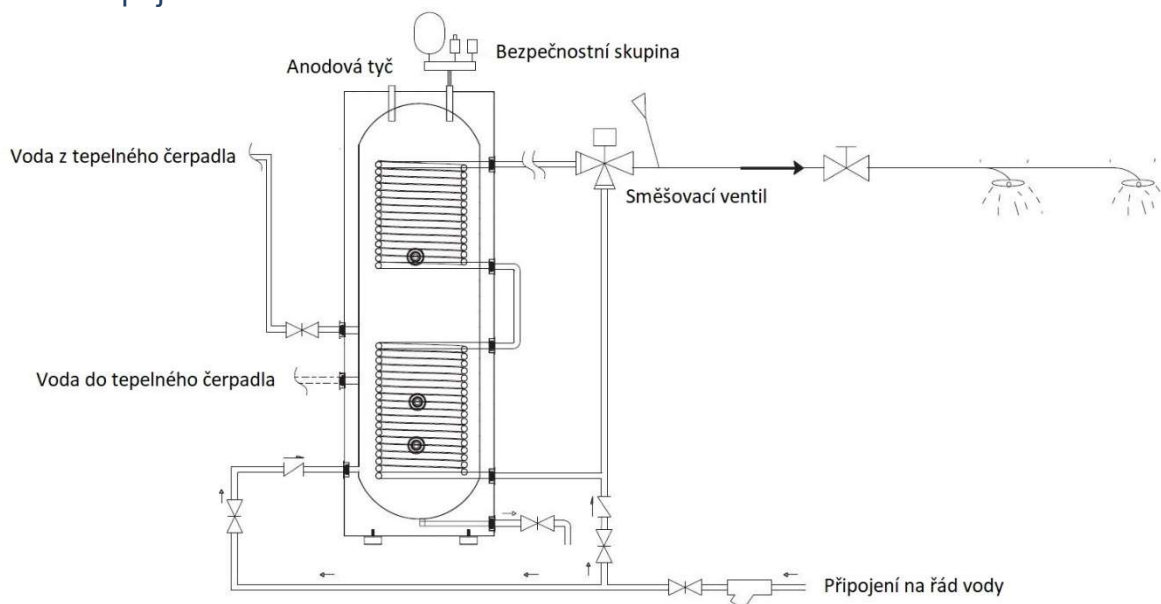 Bezpečnostní skupina
Anodová tyč
Voda z tepelného čerpadla
Směšovací ventil
Voda do tepelného čerpadla
Připojení na řád vody